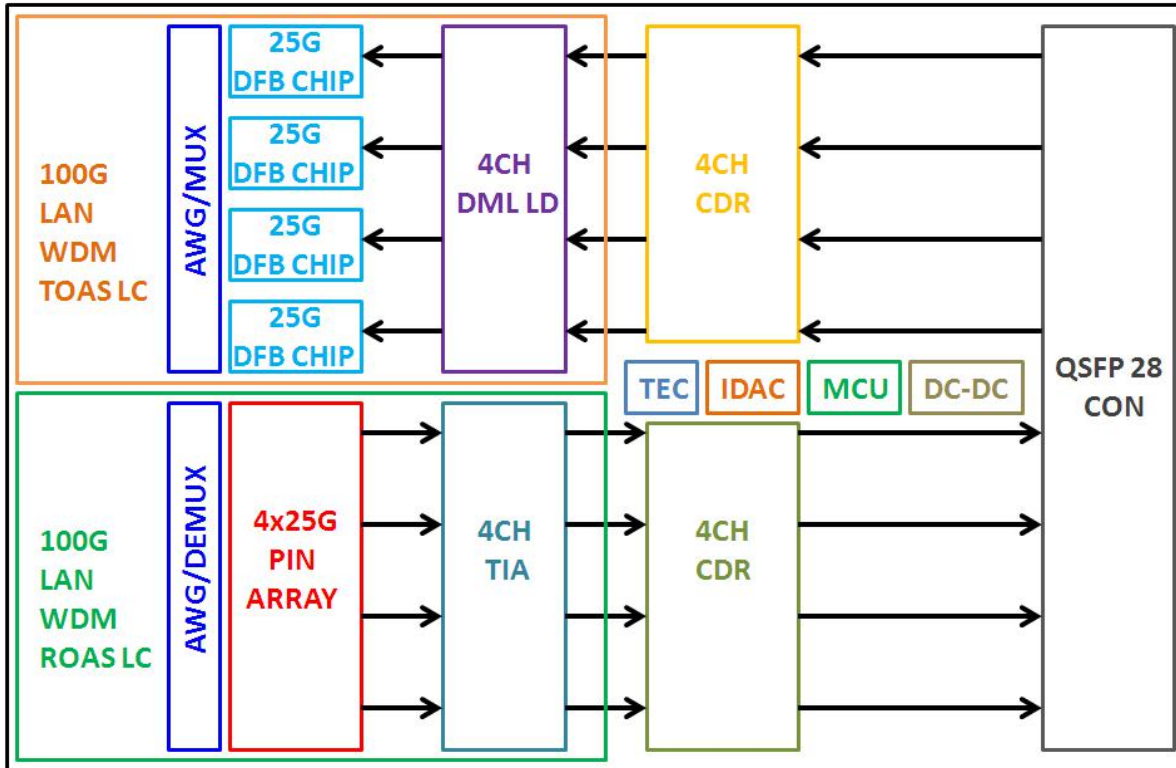 100G
LAN
WDM
TOAS LC
AWG/MUX
25G
DFB CHIP
25G
DFB CHIP
25G
DFB CHIP
25G
DFB CHIP
4CH
DML LD
4CH
CDR
QSFP 28
CON
TEC
IDAC
MCU
DC-DC
100G
LAN
WDM
ROAS LC
AWG/DEMUX
4x25G
PIN
ARRAY
4CH
TIA
4CH
CDR